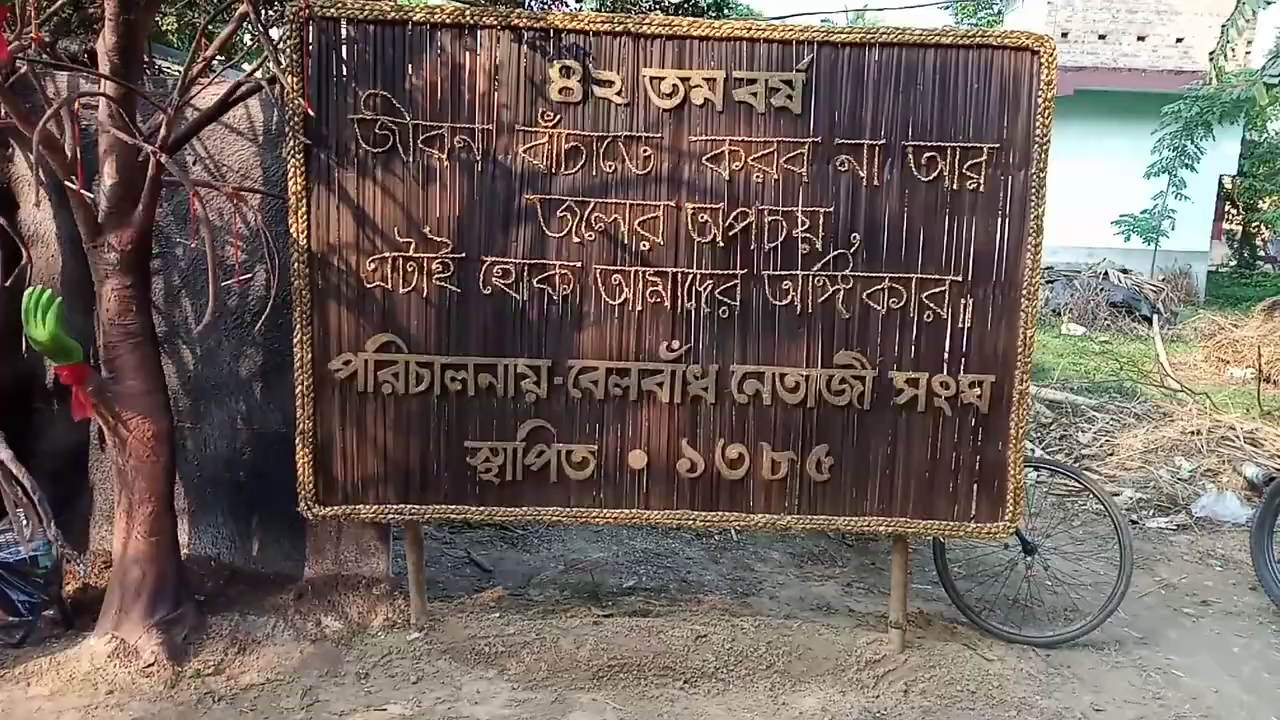 ৪২ তম বর্ষ
জীবন বাঁচাতে করব না আর
জলের অপচয়,
এটাই হোক আমাদের অঙ্গীকার॥
পরিচালনায়-বেলবাঁধ নেতাজী সংঘ
স্থাপিত • ১৩৮৫